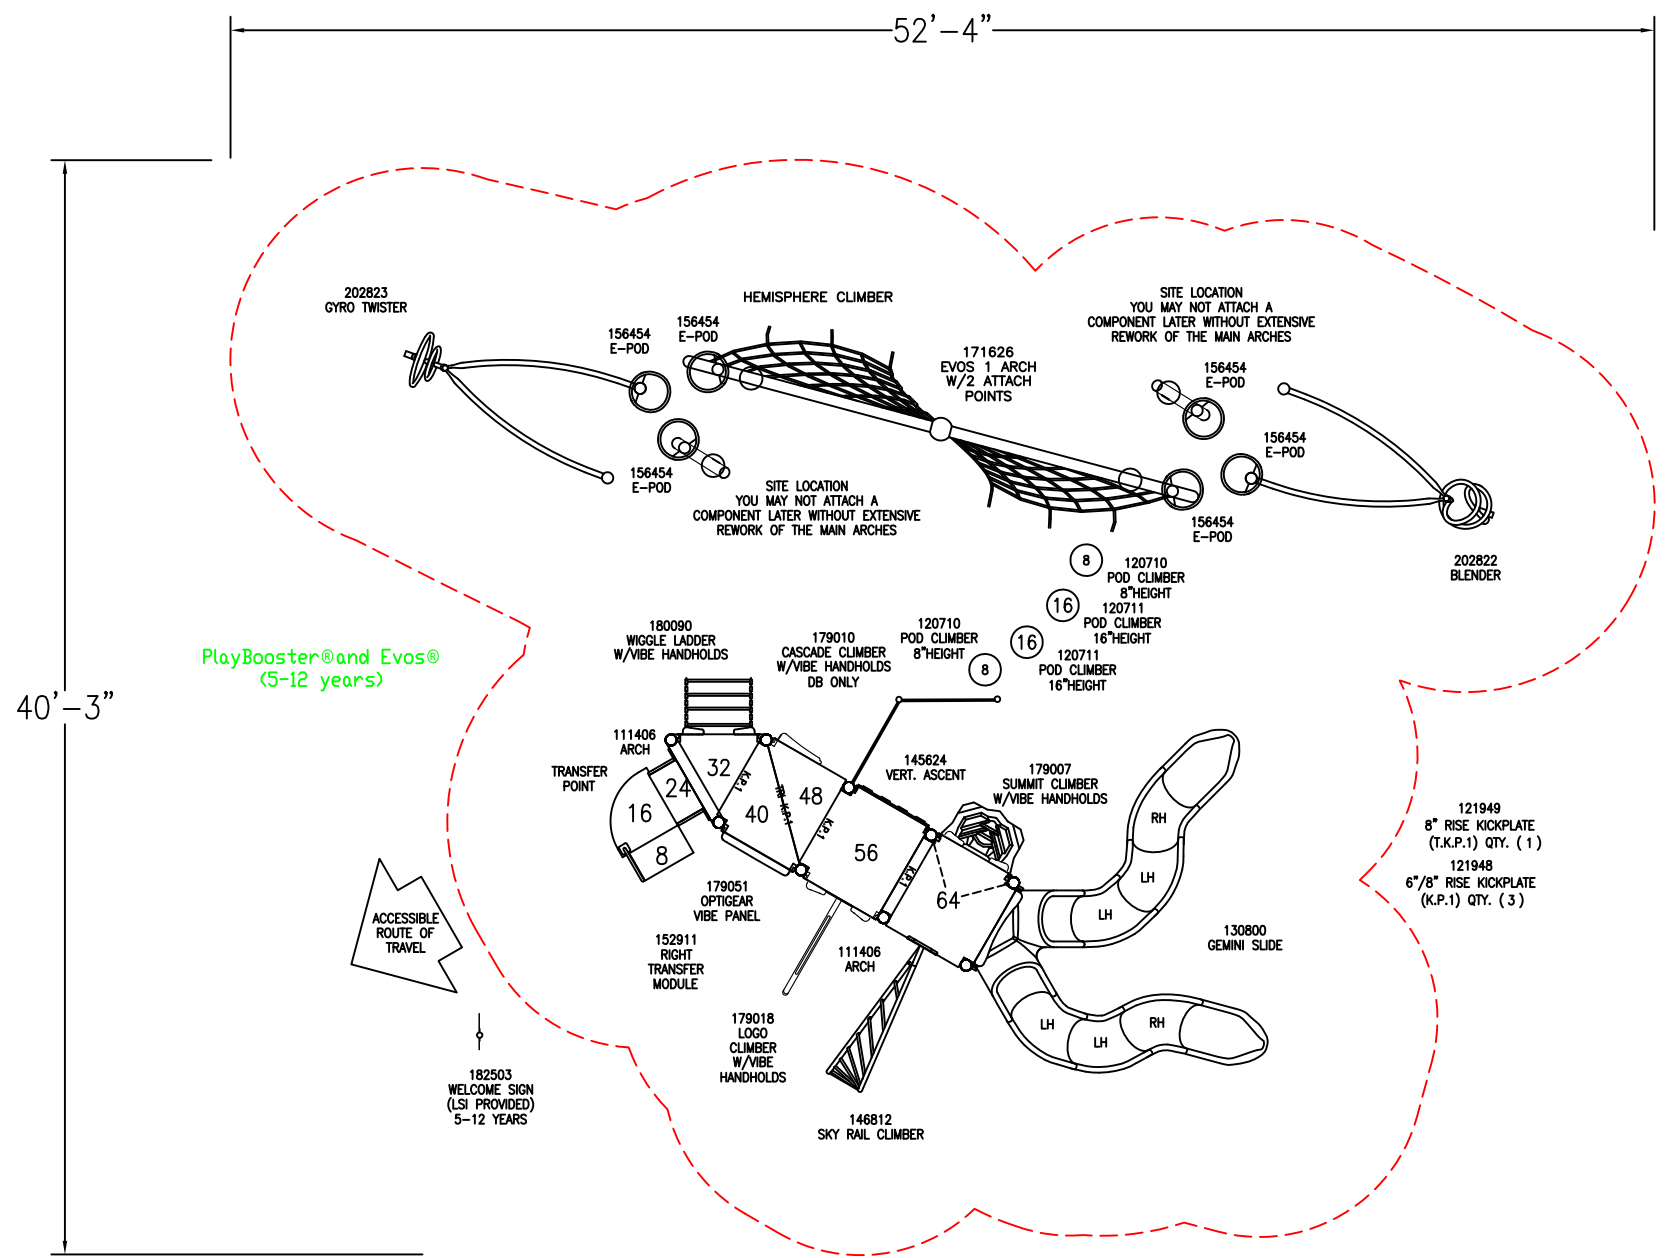 52'-4"
202823
GYRO TWISTER
156454
E-POD
156454
E-POD
HEMISPHERE CLIMBER
171626
EVOS 1 ARCH
W/2 ATTACH
POINTS
SITE LOCATION
YOU MAY NOT ATTACH A
COMPONENT LATER WITHOUT EXTENSIVE
REWORK OF THE MAIN ARCHES
156454
E-POD
156454
E-POD
156454
E-POD
SITE LOCATION
YOU MAY NOT ATTACH A
COMPONENT LATER WITHOUT EXTENSIVE
REWORK OF THE MAIN ARCHES
156454
E-POD
202822
BLENDER
8
120710
POD CLIMBER
8"HEIGHT
16
120711
POD CLIMBER
16"HEIGHT
16
120711
POD CLIMBER
16"HEIGHT
120710
POD CLIMBER
8"HEIGHT
8
180090
WIGGLE LADDER
W/VIBE HANDHOLDS
179010
CASCADE CLIMBER
W/VIBE HANDHOLDS
DB ONLY
PlayBooster®and Evos®
(5-12 years)
40'-3"
111406
ARCH
TRANSFER
POINT
32
K.P.1
24
16
8
40
TRI K.P.1
48
K.P.1
56
K.P.1
64
145624
VERT. ASCENT
179007
SUMMIT CLIMBER
W/VIBE HANDHOLDS
RH
LH
LH
LH
LH
RH
121949
8" RISE KICKPLATE
(T.K.P.1) QTY. ( 1 )
121948
6"/8" RISE KICKPLATE
(K.P.1) QTY. ( 3 )
130800
GEMINI SLIDE
179051
OPTIGEAR
VIBE PANEL
152911
RIGHT
TRANSFER
MODULE
111406
ARCH
ACCESSIBLE
ROUTE OF
TRAVEL
179018
LOGO
CLIMBER
W/VIBE
HANDHOLDS
182503
WELCOME SIGN
(LSI PROVIDED)
5-12 YEARS
146812
SKY RAIL CLIMBER